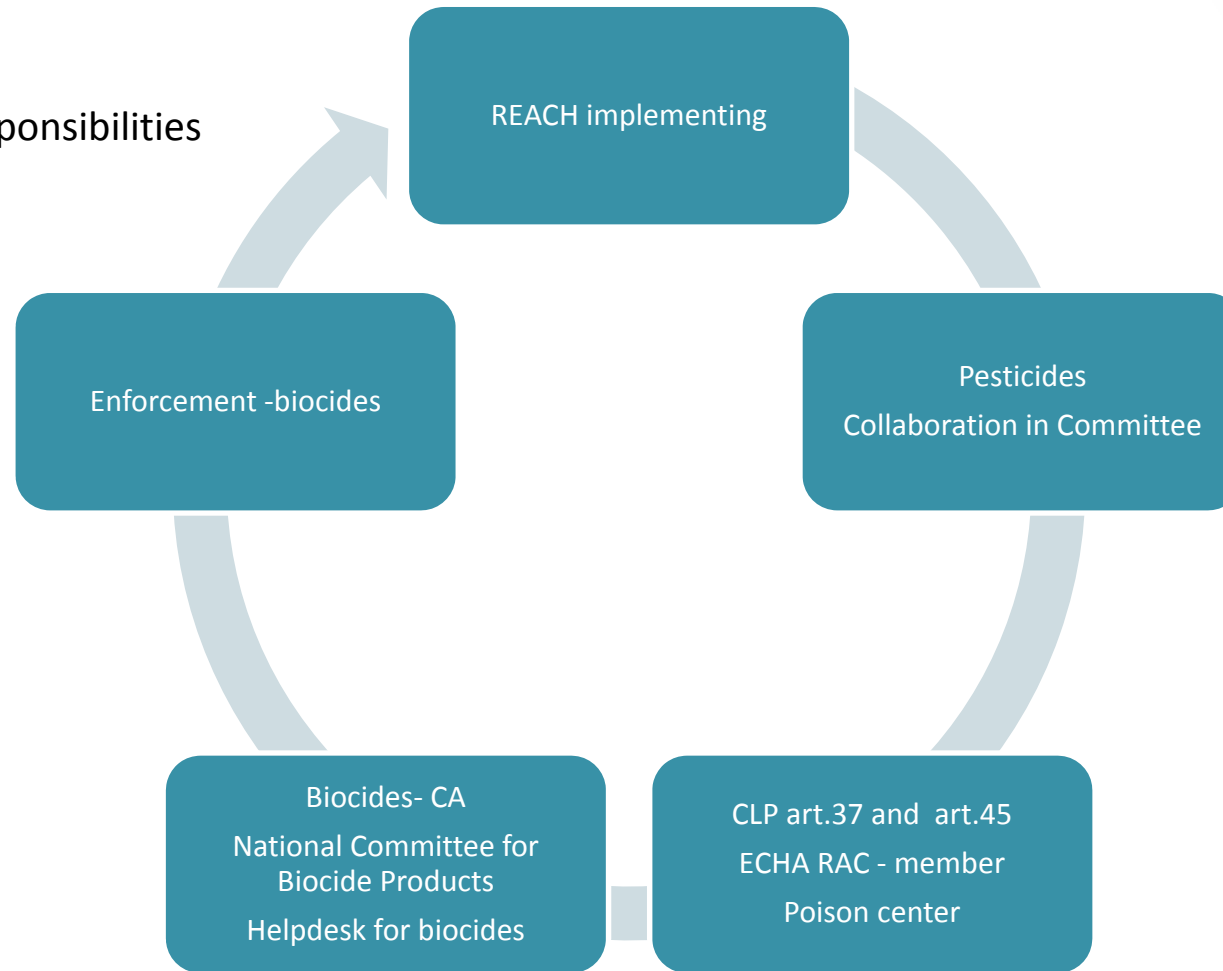 ponsibilities
REACH implementing
Pesticides
Collaboration in Committee
CLP art.37 and art.45
ECHA RAC - member
Poison center
Biocides- CA
National Committee for
Biocide Products
Helpdesk for biocides
Enforcement -biocides